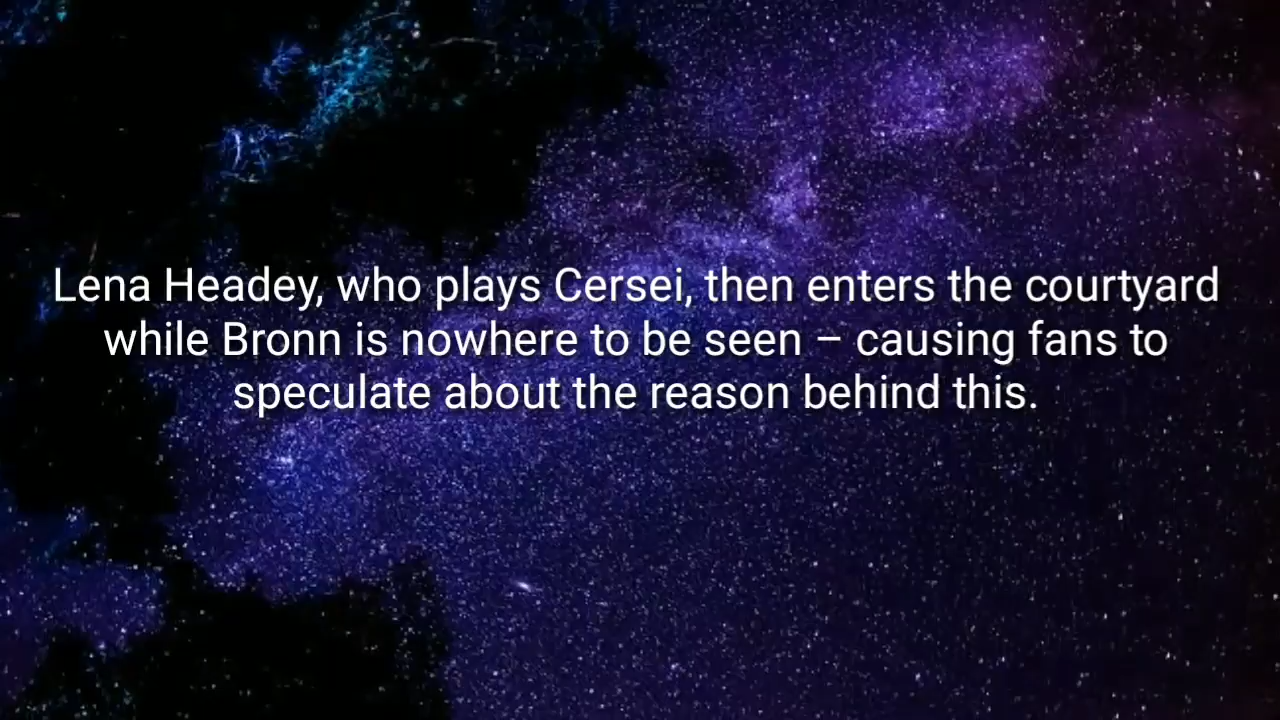 Lena Headey, who plays Cersei, then enters the courtyard
while Bronn is nowhere to be seen – causing fans to
speculate about the reason behind this.